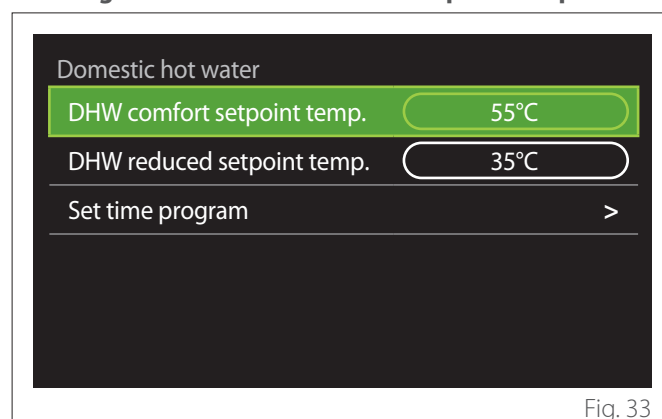 Domestic hot water
DHW comfort setpoint temp. 55°C
DHW reduced setpoint temp. 35°C
Set time program >
Fig. 33